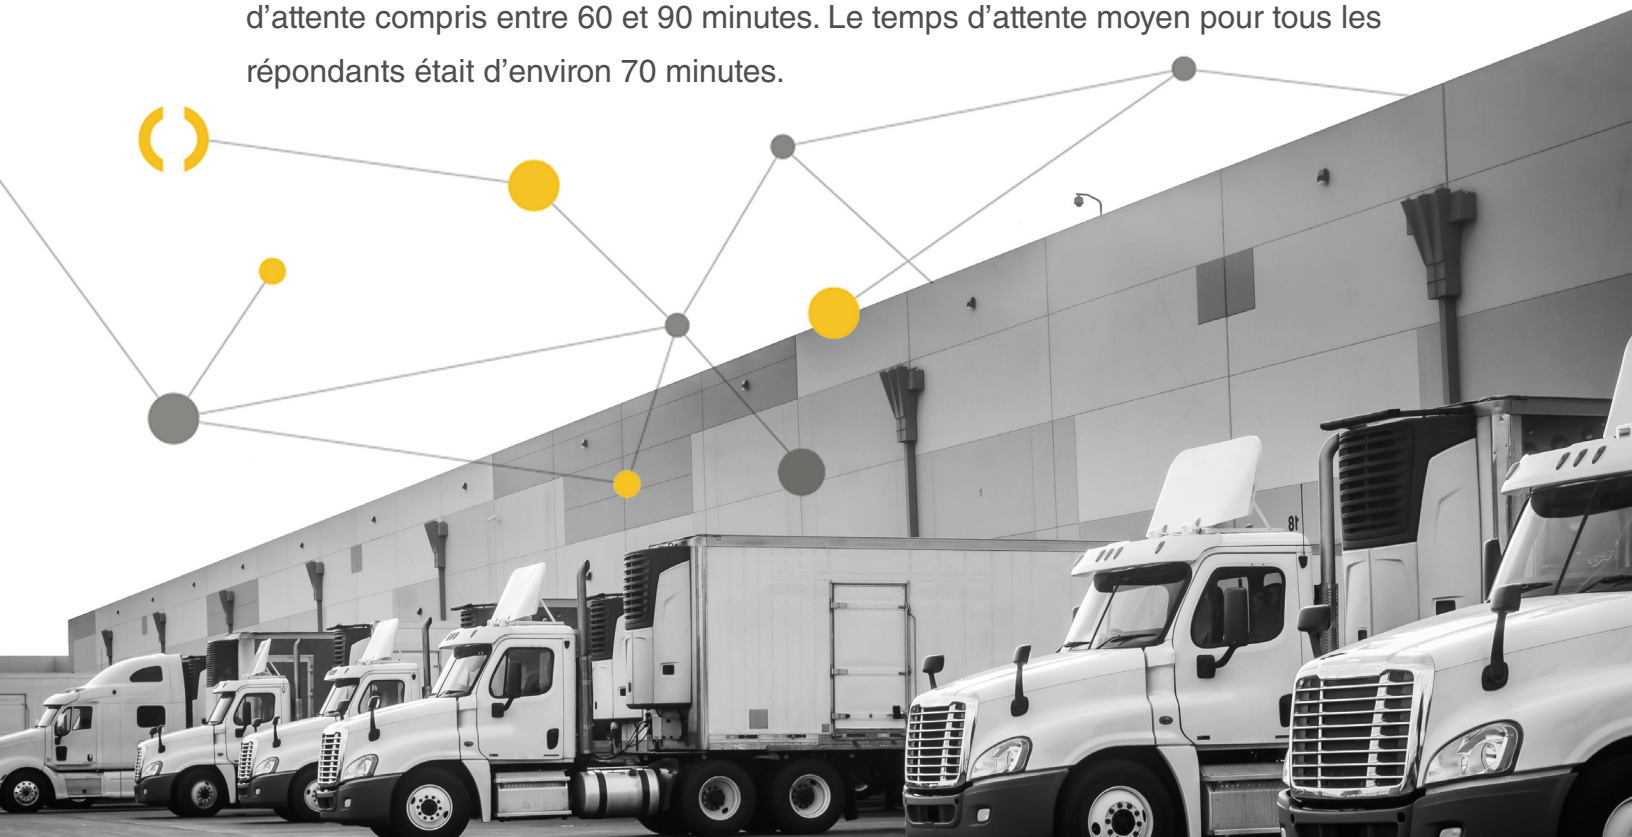 d’attente compris entre 60 et 90 minutes. Le temps d’attente moyen pour tous les
répondants était d’environ 70 minutes.
18